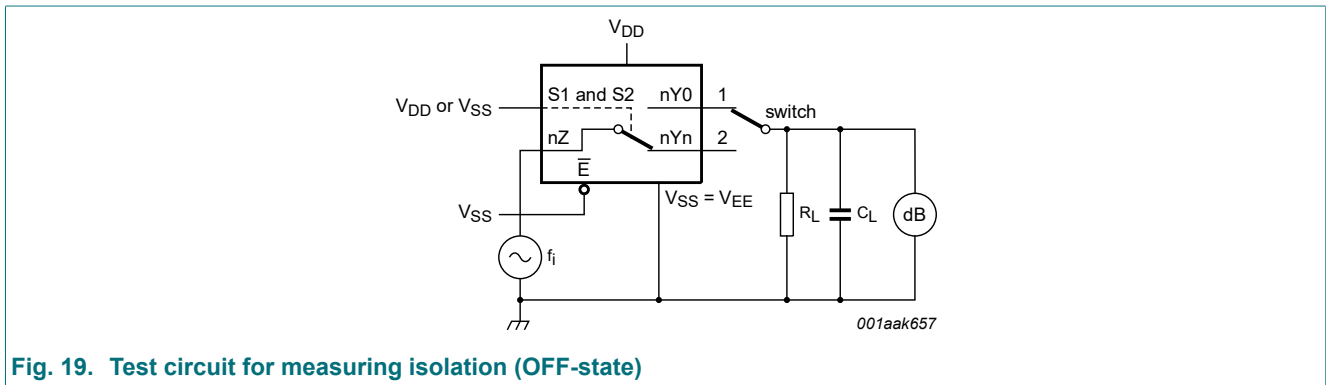 VDD
S1 and S2 nY0 1
switch
VDD or VSS
nZ nYn 2
E
VSS = VEE
VSS
RL CL dB
fi
001aak657
Fig. 19. Test circuit for measuring isolation (OFF-state)